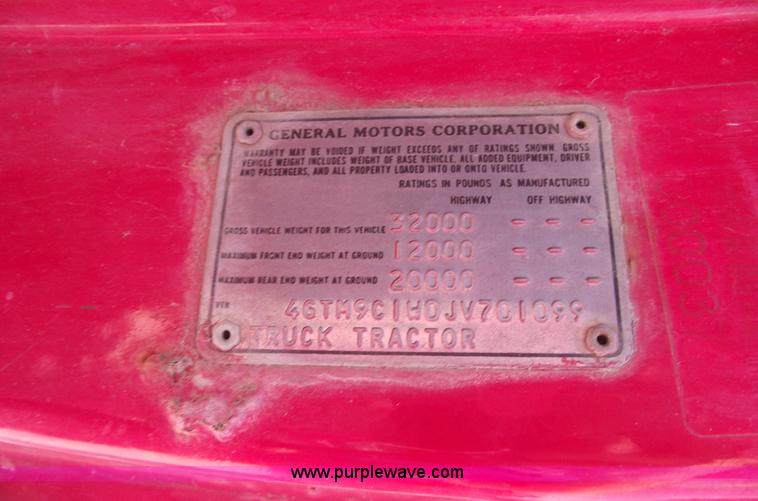 GENERAL MOTORS CORPORATION
WARRANTY MAY BE VOIDED IF WEIGHT EXCEEDS ANY OF RATINGS SHOWN. GROSS
VEHICLE WEIGHT INCLUDES WEIGHT OF BASE VEHICLE, ALL ADDED EQUIPMENT, DRIVER
AND PASSENGERS, AND ALL PROPERTY LOADED INTO OR ONTO VEHICLE.
RATINGS IN POUNDS AS MANUFACTURED
HIGHWAY OFF HIGHWAY
GROSS VEHICLE WEIGHT FOR THIS VEHICLE 32000 - - -
MAXIMUM FRONT END WEIGHT AT GROUND 12000 - - -
MAXIMUM REAR END WEIGHT AT GROUND 20000 - - -
VIN 4GTM9C1H0JV701099
TRUCK TRACTOR
www.purplewave.com